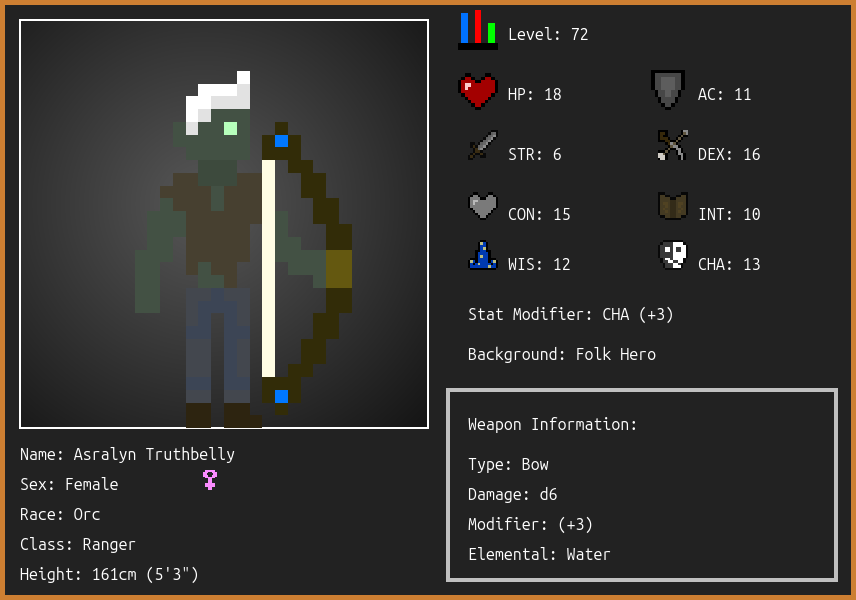 Level: 72
HP: 18
AC: 11
STR: 6
DEX: 16
CON: 15
INT: 10
WIS: 12
CHA: 13
Stat Modifier: CHA (+3)
Background: Folk Hero
Weapon Information:
Type: Bow
Damage: d6
Modifier: (+3)
Elemental: Water
Name: Asralyn Truthbelly
Sex: Female
Race: Orc
Class: Ranger
Height: 161cm (5'3")